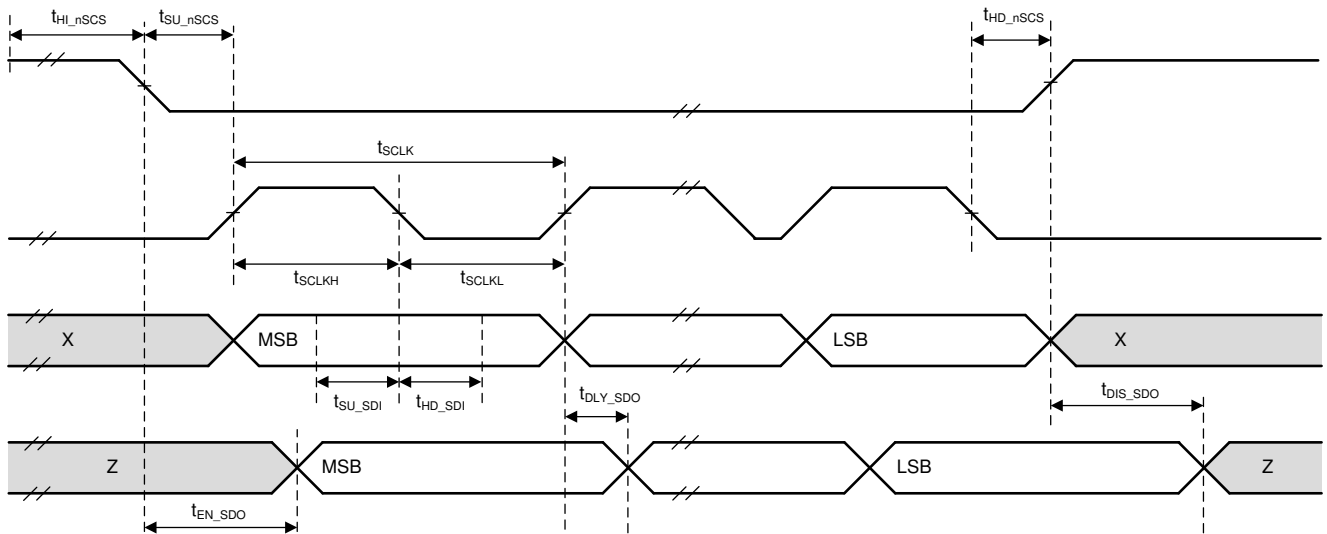 tHI_nSCS tSU_nSCS tHD_nSCS
tSCLK
tSCLKH tSCLKL
X MSB LSB X
tSU_SDI tHD_SDI tDLY_SDO tDIS_SDO
Z MSB LSB Z
tEN_SDO